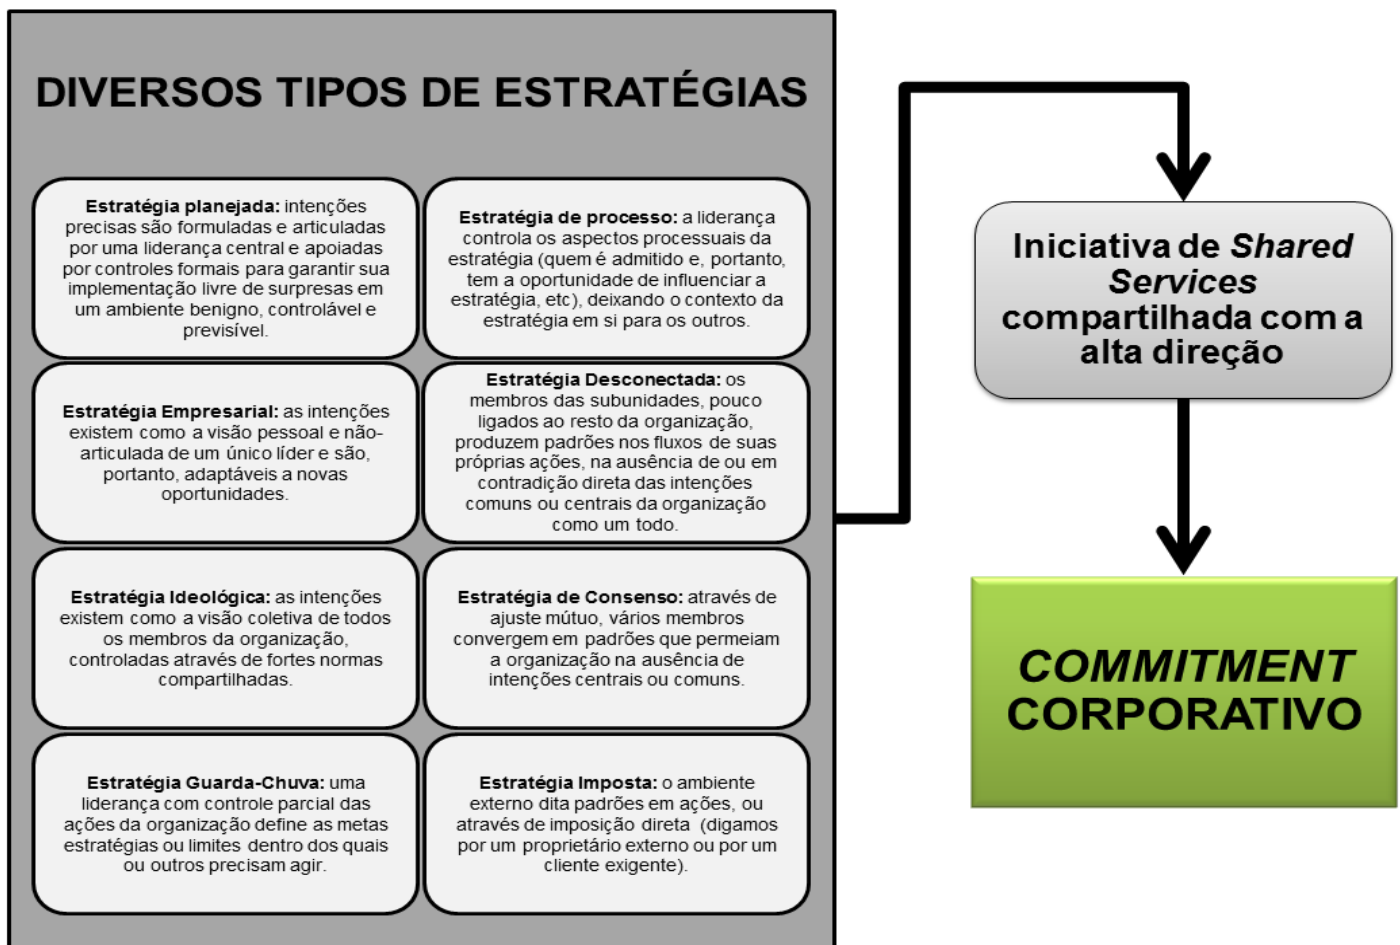 DIVERSOS TIPOS DE ESTRATÉGIAS
Estratégia planejada: intenções
precisas são formuladas e articuladas
por uma liderança central e apoiadas
por controles formais para garantir sua
implementação livre de surpresas em
um ambiente benigno, controlável e
previsível.
Estratégia de processo: a liderança
controla os aspectos processuais da
estratégia (quem é admitido e, portanto,
tem a oportunidade de influenciar a
estratégia, etc), deixando o contexto da
estratégia em si para os outros.
Estratégia Empresarial: as intenções
existem como a visão pessoal e não-
articulada de um único líder e são,
portanto, adaptáveis a novas
oportunidades.
Estratégia Desconectada: os
membros das subunidades, pouco
ligados ao resto da organização,
produzem padrões nos fluxos de suas
próprias ações, na ausência de ou em
contradição direta das intenções
comuns ou centrais da organização
como um todo.
Estratégia Ideológica: as intenções
existem como a visão coletiva de todos
os membros da organização,
controladas através de fortes normas
compartilhadas.
Estratégia de Consenso: através de
ajuste mútuo, vários membros
convergem em padrões que permeiam
a organização na ausência de
intenções centrais ou comuns.
Estratégia Guarda-Chuva: uma
liderança com controle parcial das
ações da organização define as metas
estratégias ou limites dentro dos quais
ou outros precisam agir.
Estratégia Imposta: o ambiente
externo dita padrões em ações, ou
através de imposição direta (digamos
por um proprietário externo ou por um
cliente exigente).
Iniciativa de Shared
Services
compartilhada com a
alta direção
COMMITMENT
CORPORATIVO